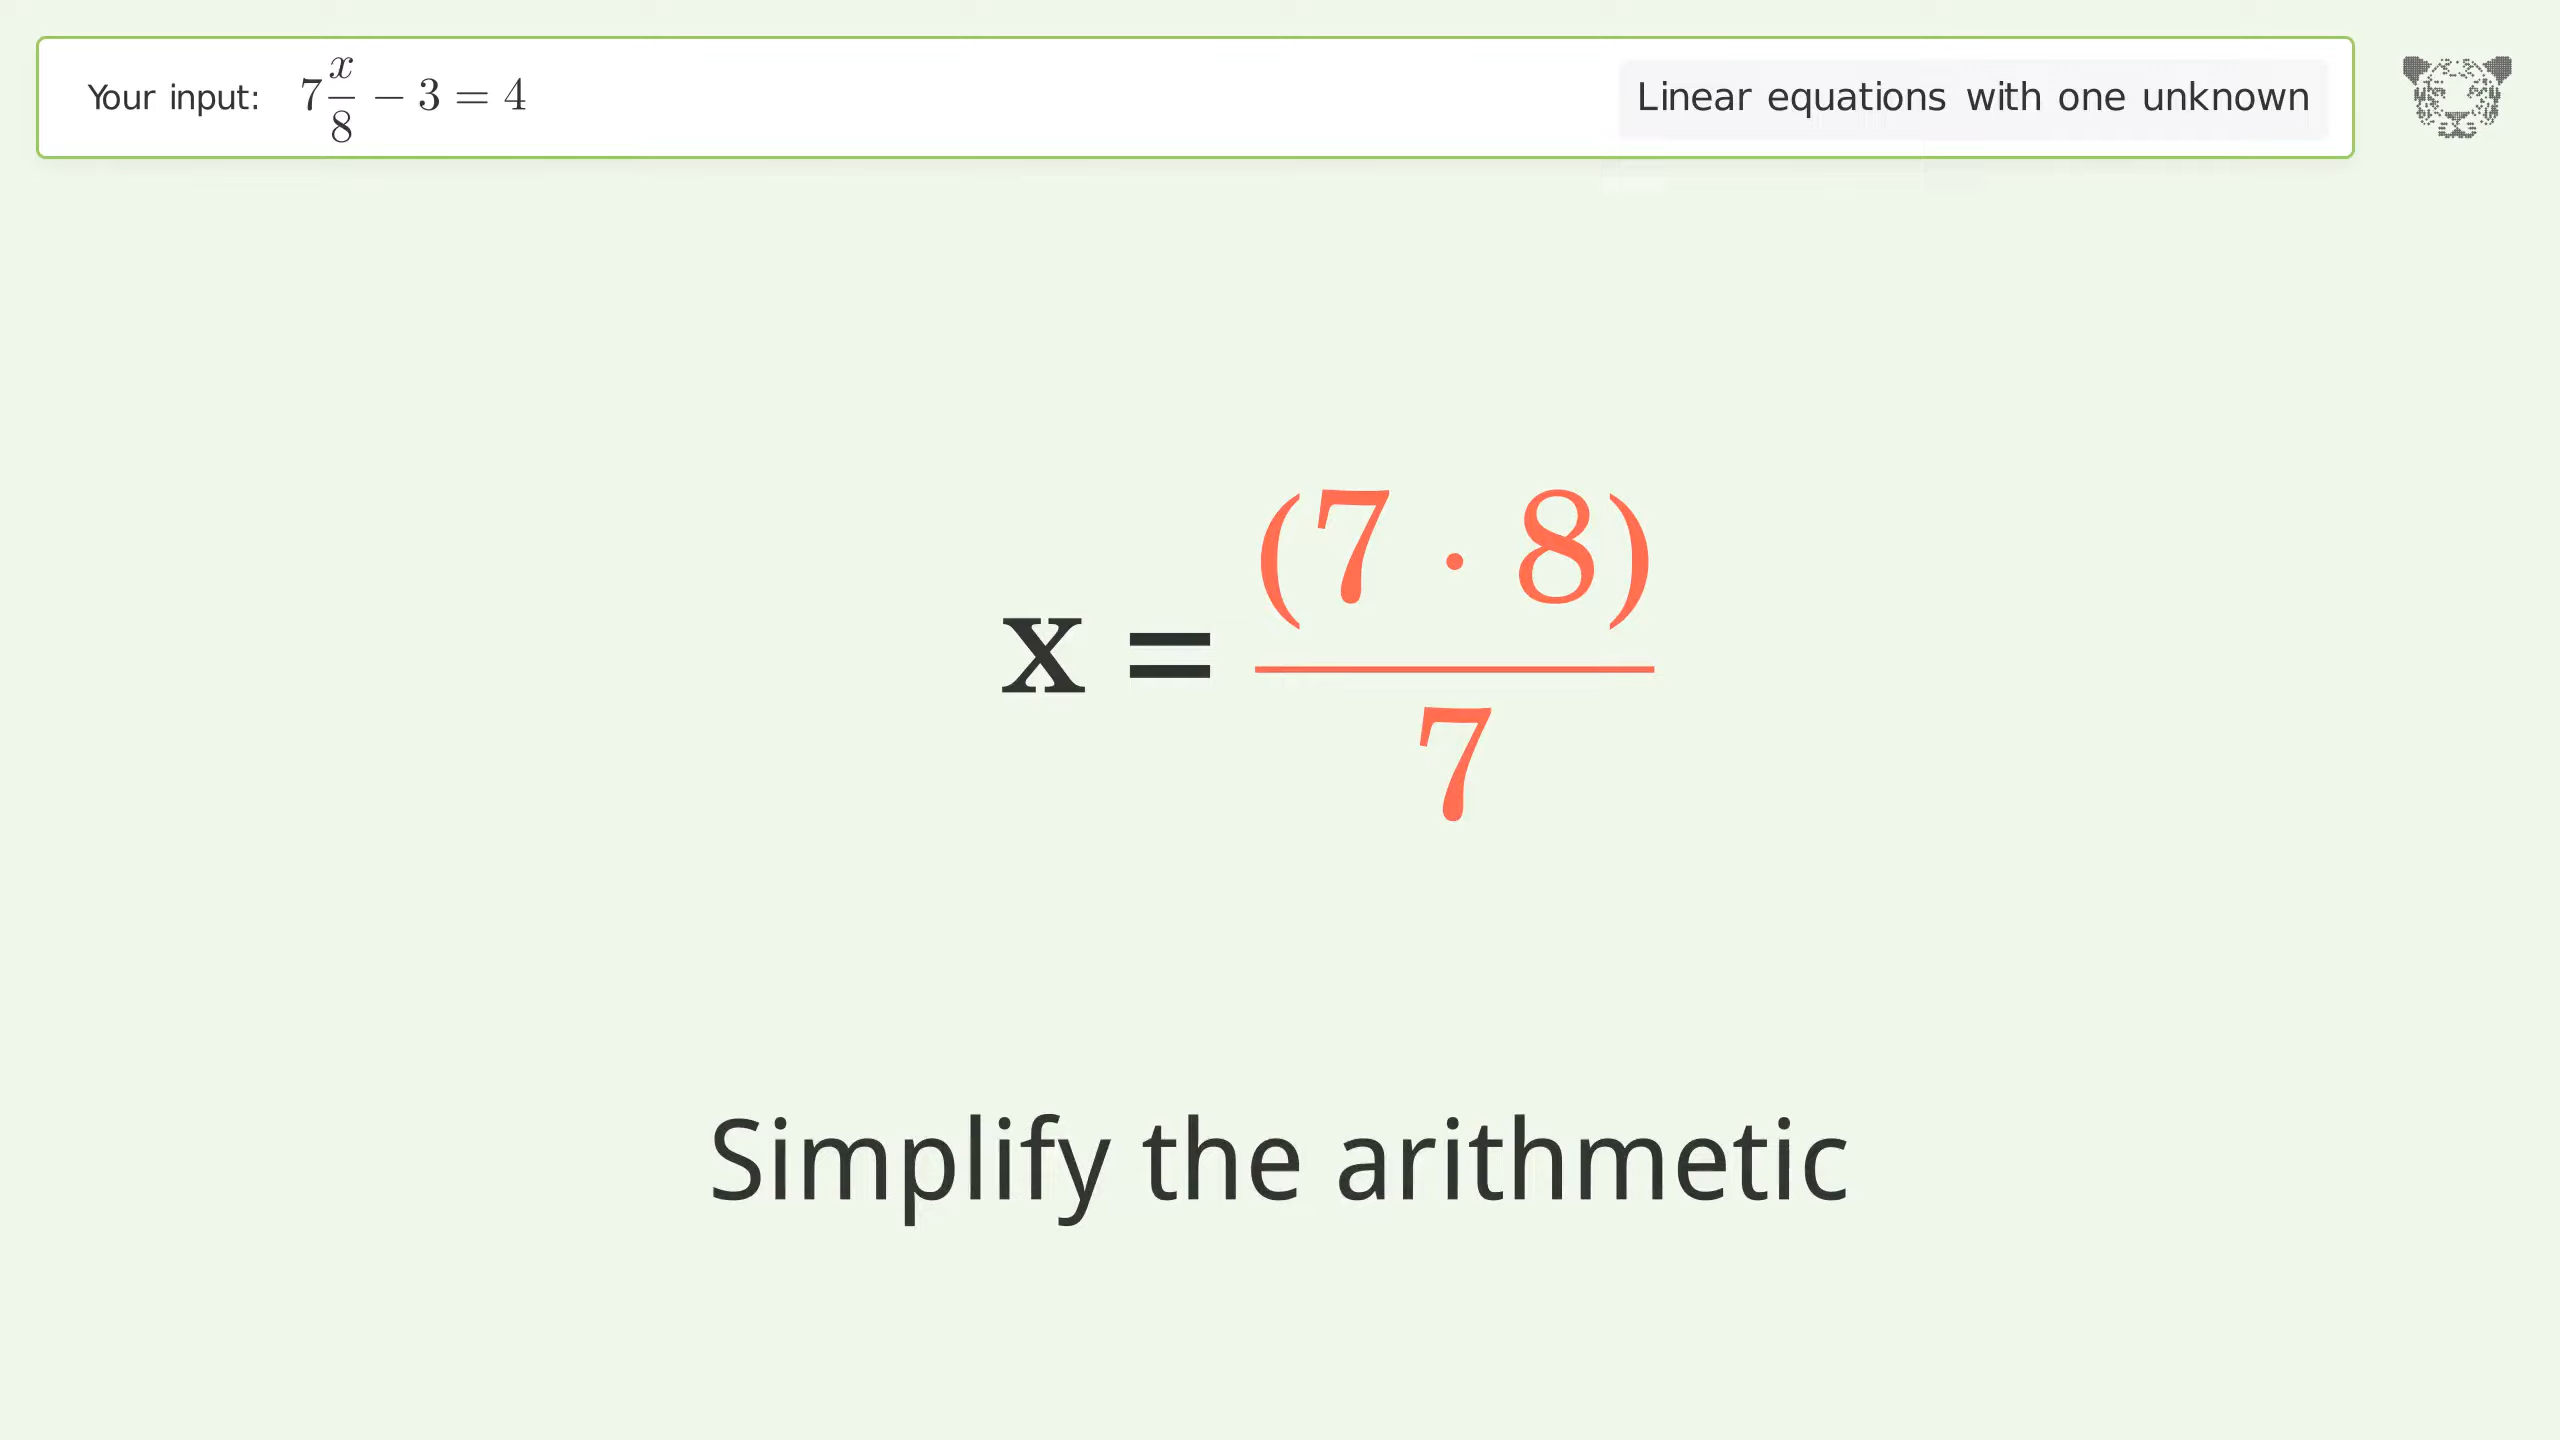 Your input: 7x/8 − 3 = 4
Linear equations with one unknown
x = (7 · 8)/7
Simplify the arithmetic